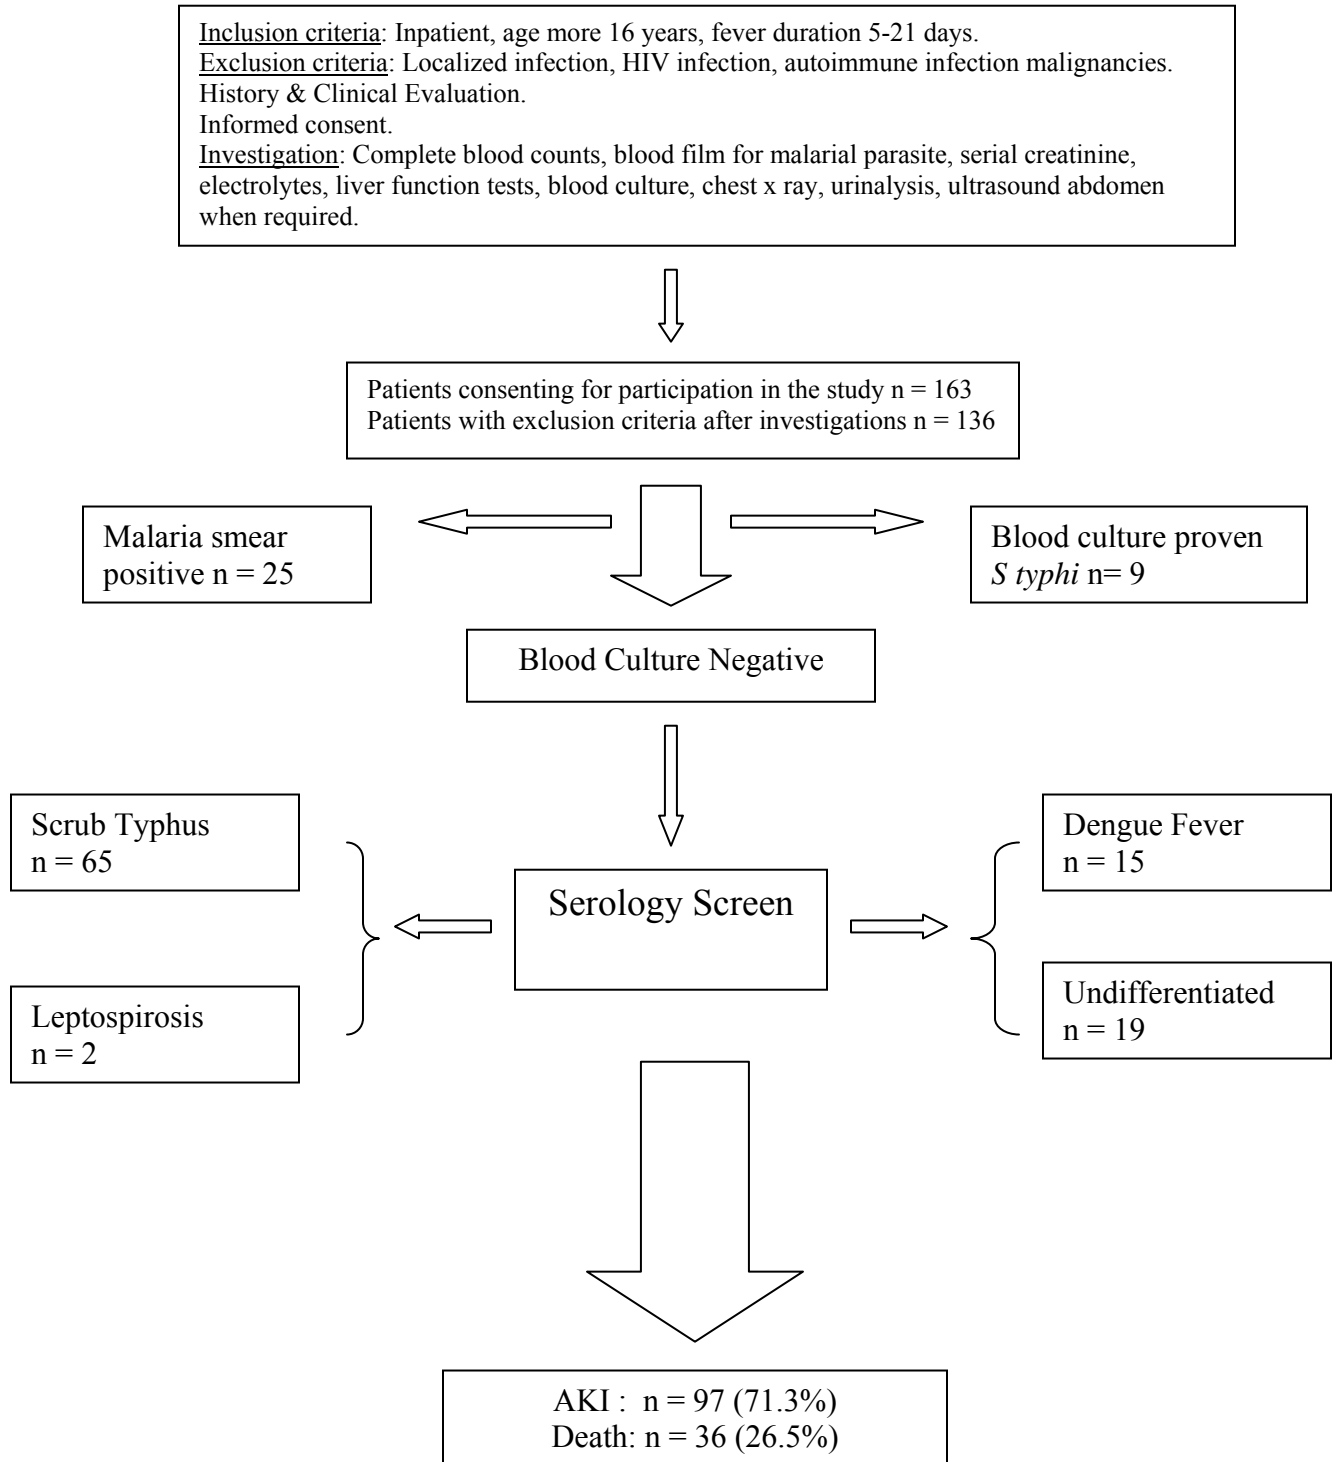 Inclusion criteria: Inpatient, age more 16 years, fever duration 5-21 days.
Exclusion criteria: Localized infection, HIV infection, autoimmune infection malignancies.
History & Clinical Evaluation.
Informed consent.
Investigation: Complete blood counts, blood film for malarial parasite, serial creatinine,
electrolytes, liver function tests, blood culture, chest x ray, urinalysis, ultrasound abdomen
when required.
Patients consenting for participation in the study n = 163
Patients with exclusion criteria after investigations n = 136
Malaria smear
positive n = 25
Blood culture proven
S typhi n= 9
Blood Culture Negative
Scrub Typhus
n = 65
Dengue Fever
n = 15
Serology Screen
Leptospirosis
n = 2
Undifferentiated
n = 19
AKI : n = 97 (71.3%)
Death: n = 36 (26.5%)